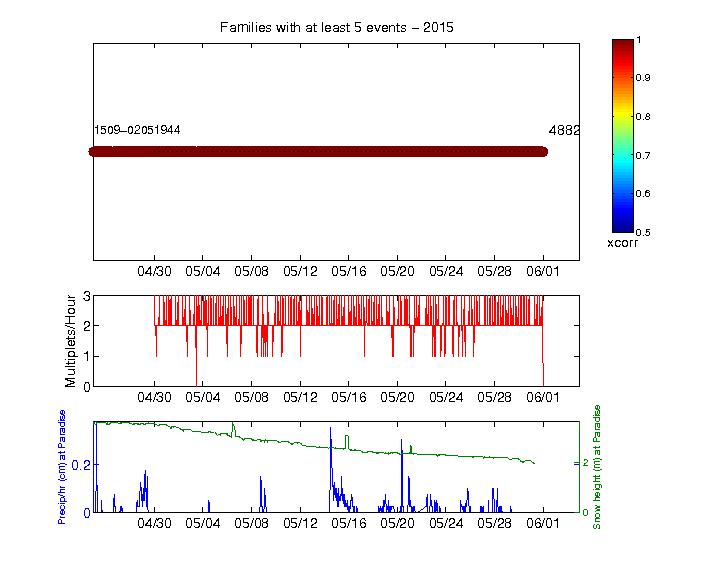 Families with at least 5 events − 2015
1509−02051944
4882
04/30 05/04 05/08 05/12 05/16 05/20 05/24 05/28 06/01
1
0.9
0.8
0.7
0.6
0.5
xcorr
Multiplets/Hour
3
2
1
0
04/30 05/04 05/08 05/12 05/16 05/20 05/24 05/28 06/01
Precip/hr (cm) at Paradise
0.2
0
2
0
Snow height (m) at Paradise
04/30 05/04 05/08 05/12 05/16 05/20 05/24 05/28 06/01